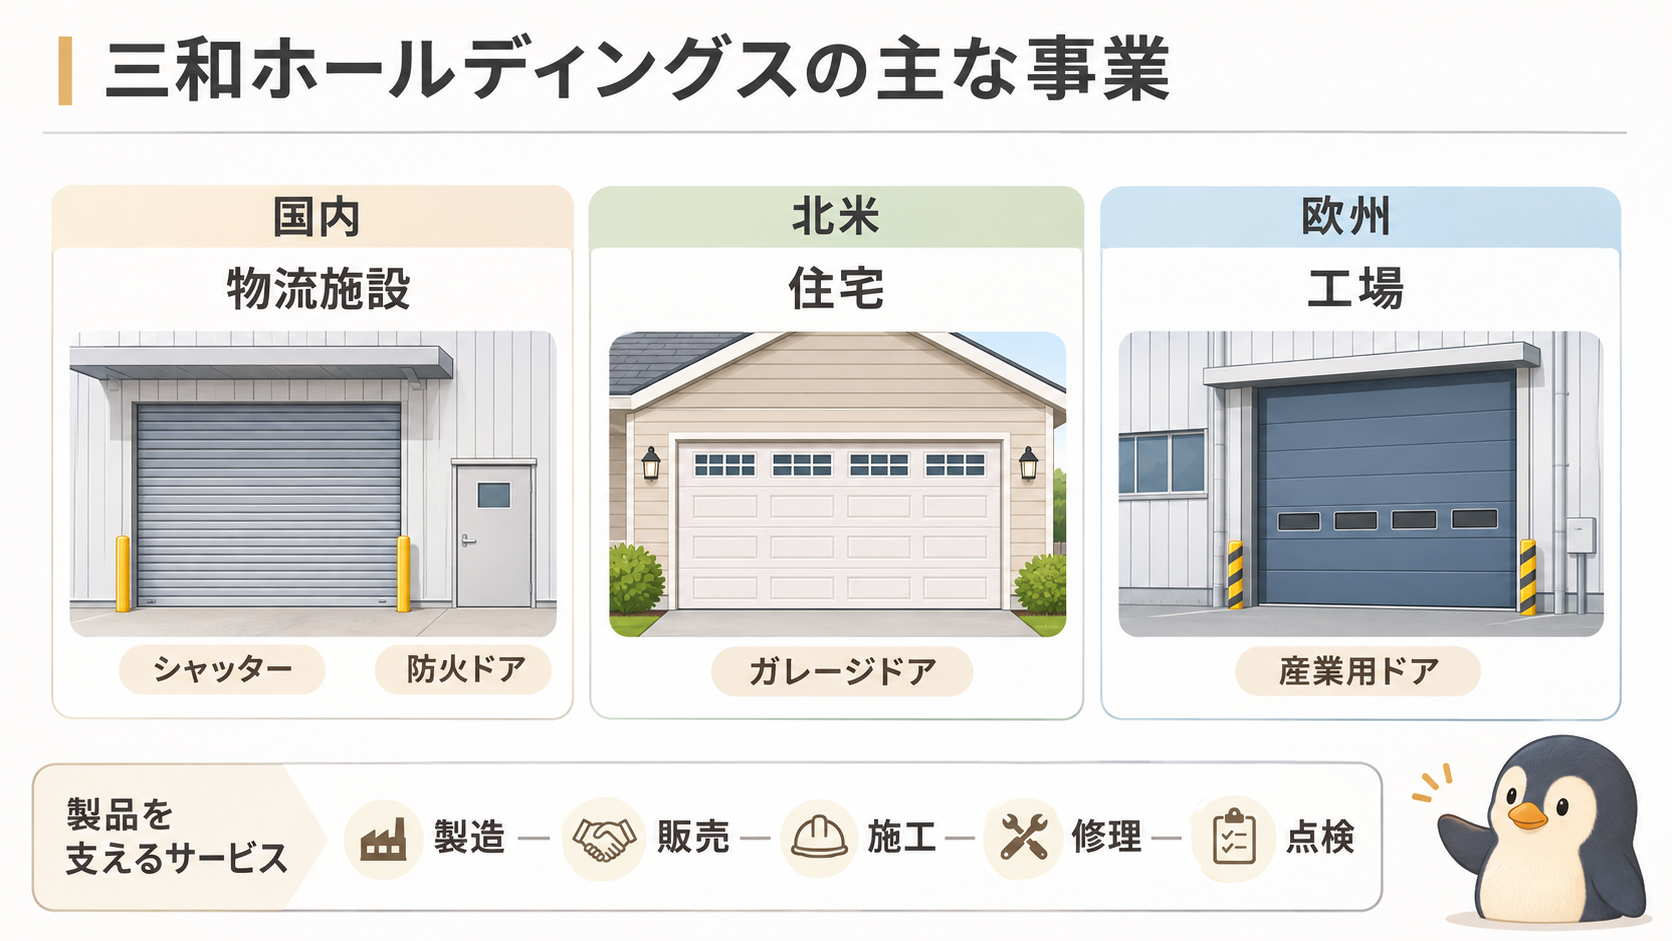 三和ホールディングスの主な事業
国内
物流施設
シャッター
防火ドア
北米
住宅
ガレージドア
欧州
工場
産業用ドア
製品を
支えるサービス
製造
販売
施工
修理
点検